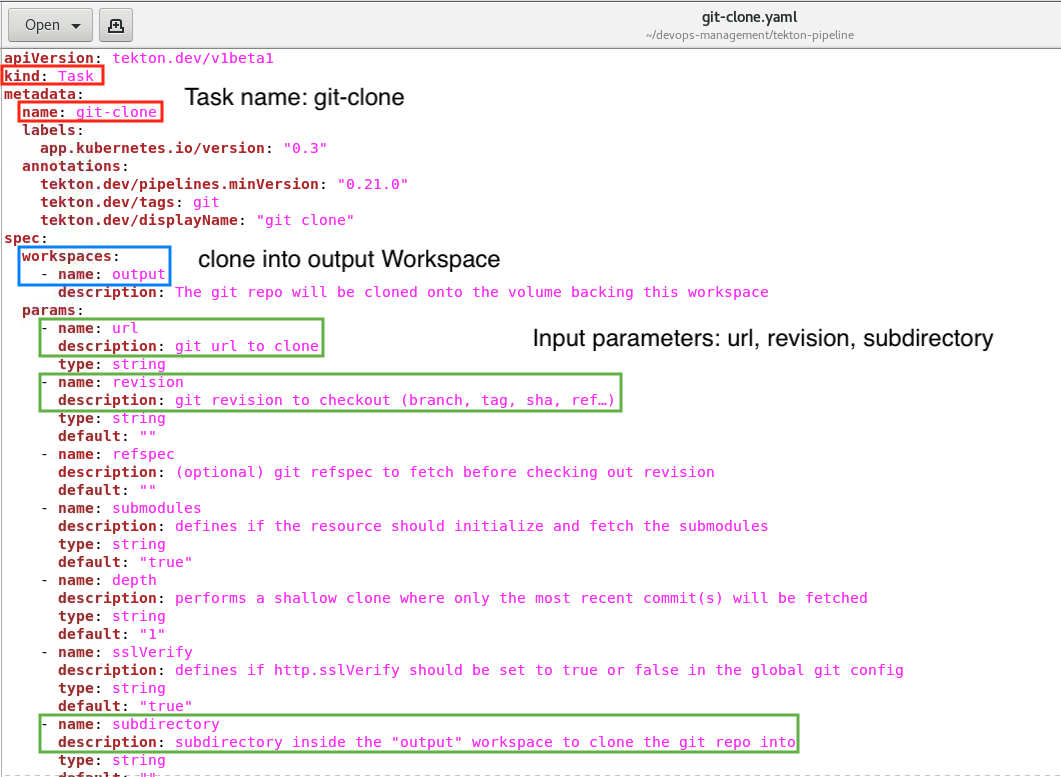 Open
git-clone.yaml
~/devops-management/tekton-pipeline
apiVersion: tekton.dev/v1beta1
kind: Task
metadata:
Task name: git-clone
  name: git-clone
  labels:
    app.kubernetes.io/version: "0.3"
  annotations:
    tekton.dev/pipelines.minVersion: "0.21.0"
    tekton.dev/tags: git
    tekton.dev/displayName: "git clone"
spec:
  workspaces:
clone into output Workspace
    - name: output
      description: The git repo will be cloned onto the volume backing this workspace
  params:
    - name: url
Input parameters: url, revision, subdirectory
      description: git url to clone
      type: string
    - name: revision
      description: git revision to checkout (branch, tag, sha, ref…)
      type: string
      default: ""
    - name: refspec
      description: (optional) git refspec to fetch before checking out revision
      default: ""
    - name: submodules
      description: defines if the resource should initialize and fetch the submodules
      type: string
      default: "true"
    - name: depth
      description: performs a shallow clone where only the most recent commit(s) will be fetched
      type: string
      default: "1"
    - name: sslVerify
      description: defines if http.sslVerify should be set to true or false in the global git config
      type: string
      default: "true"
    - name: subdirectory
      description: subdirectory inside the "output" workspace to clone the git repo into
      type: string
      default: ""